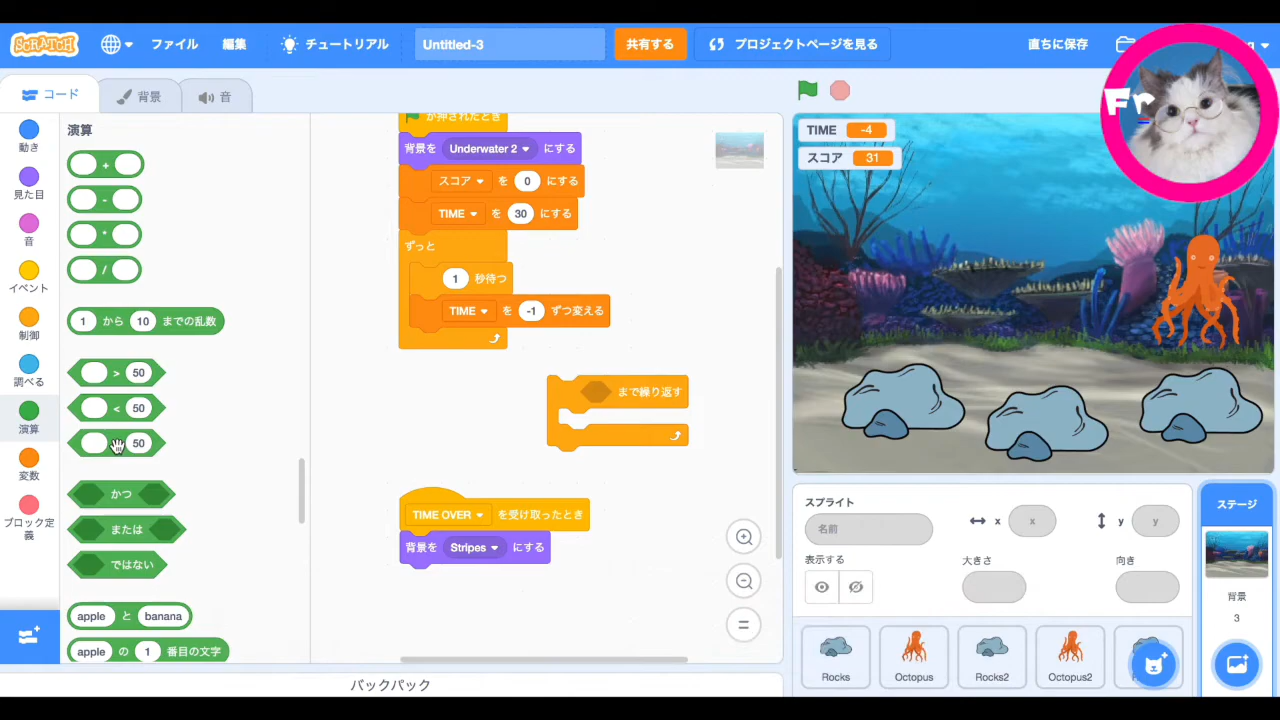 SCRATCH
ファイル
編集
チュートリアル
Untitled-3
共有する
プロジェクトページを見る
直ちに保存
Fr
コード
背景
音
動き
見た目
音
イベント
制御
調べる
演算
変数
ブロック定義
演算
+
-
*
/
1 から 10 までの乱数
> 50
< 50
50
かつ
または
ではない
apple と banana
apple の 1 番目の文字
が押されたとき
背景を Underwater 2 にする
スコア を 0 にする
TIME を 30 にする
ずっと
1 秒待つ
TIME を -1 ずつ変える
まで繰り返す
TIME OVER を受け取ったとき
背景を Stripes にする
TIME -4
スコア 31
スプライト
名前
x x
y y
表示する
大きさ
向き
ステージ
背景
3
Rocks
Octopus
Rocks2
Octopus2
バックパック